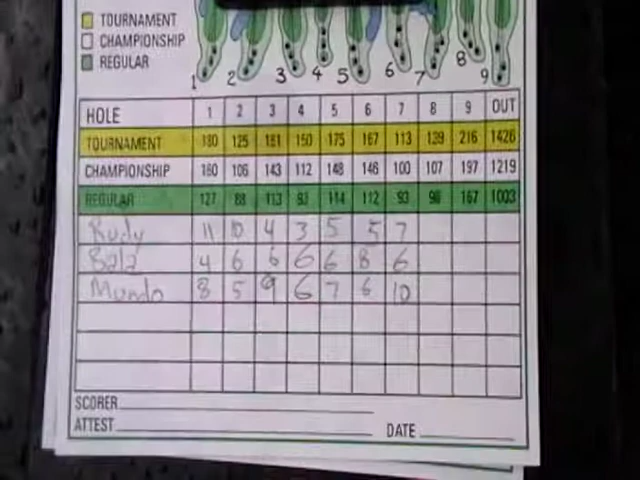 TOURNAMENT
CHAMPIONSHIP
REGULAR
1 2 3 4 5 6 7 8 9
HOLE 1 2 3 4 5 6 7 8 9 OUT
TOURNAMENT 180 125 181 150 175 167 113 139 216 1426
CHAMPIONSHIP 160 106 143 112 148 146 100 107 197 1219
REGULAR 127 88 113 93 114 112 93 96 167 1003
Rudy 11 10 4 3 5 5 7
Bala 4 6 6 6 6 8 6
Mundo 8 5 9 6 7 6 10
SCORER
ATTEST DATE